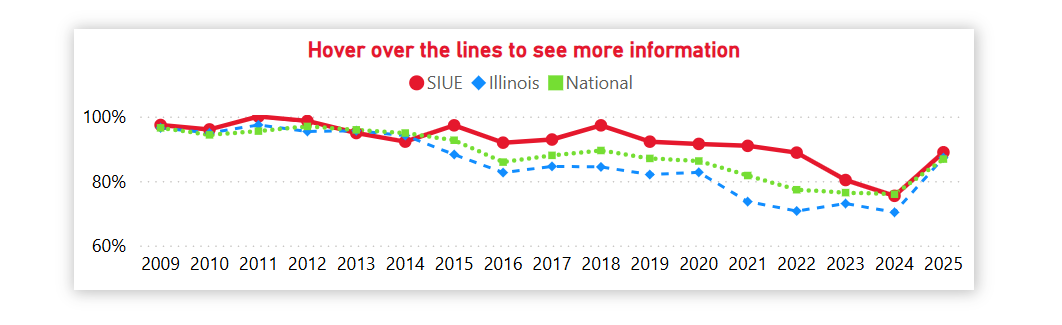 Hover over the lines to see more information
SIUE Illinois National
100%
80%
60%
2009 2010 2011 2012 2013 2014 2015 2016 2017 2018 2019 2020 2021 2022 2023 2024 2025